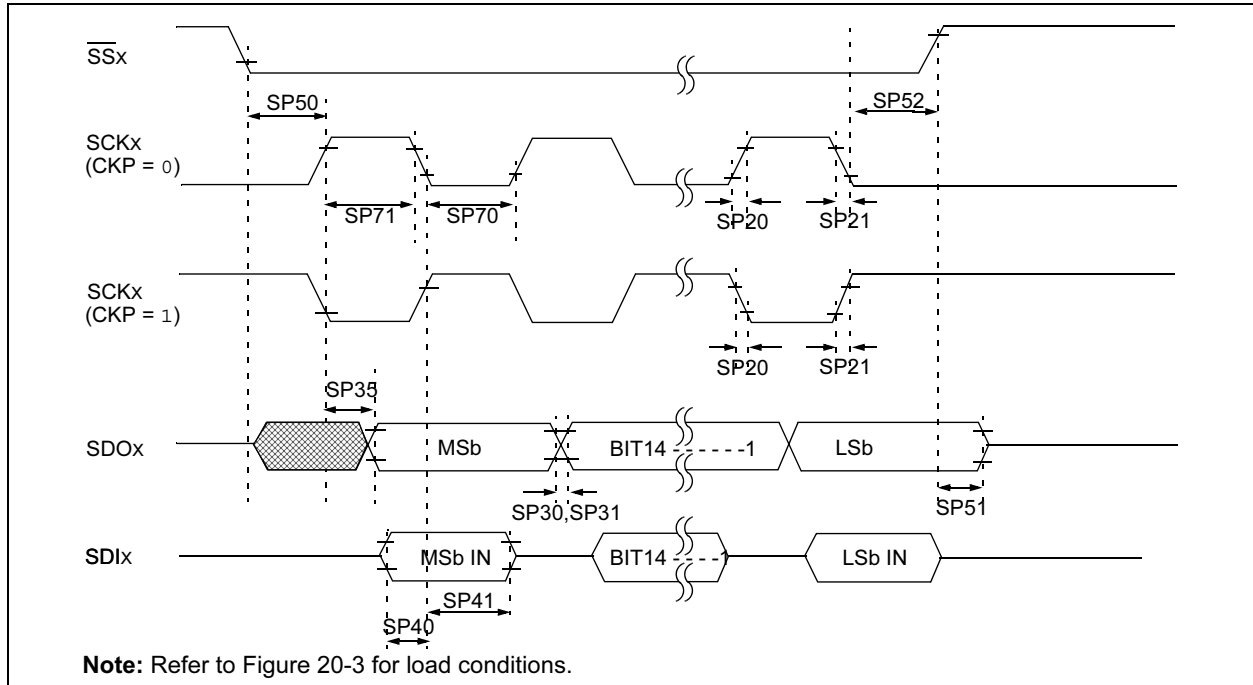 SSx
SP50
SP52
SCKx
(CKP = 0)
SP71
SP70
SP20
SP21
SCKx
(CKP = 1)
SP20
SP21
SP35
SDOx
MSb
BIT14 - - - - - -1
LSb
SP30,SP31
SP51
SDIx
MSb IN
BIT14 - - - - -1
LSb IN
SP41
SP40
Note: Refer to Figure 20-3 for load conditions.